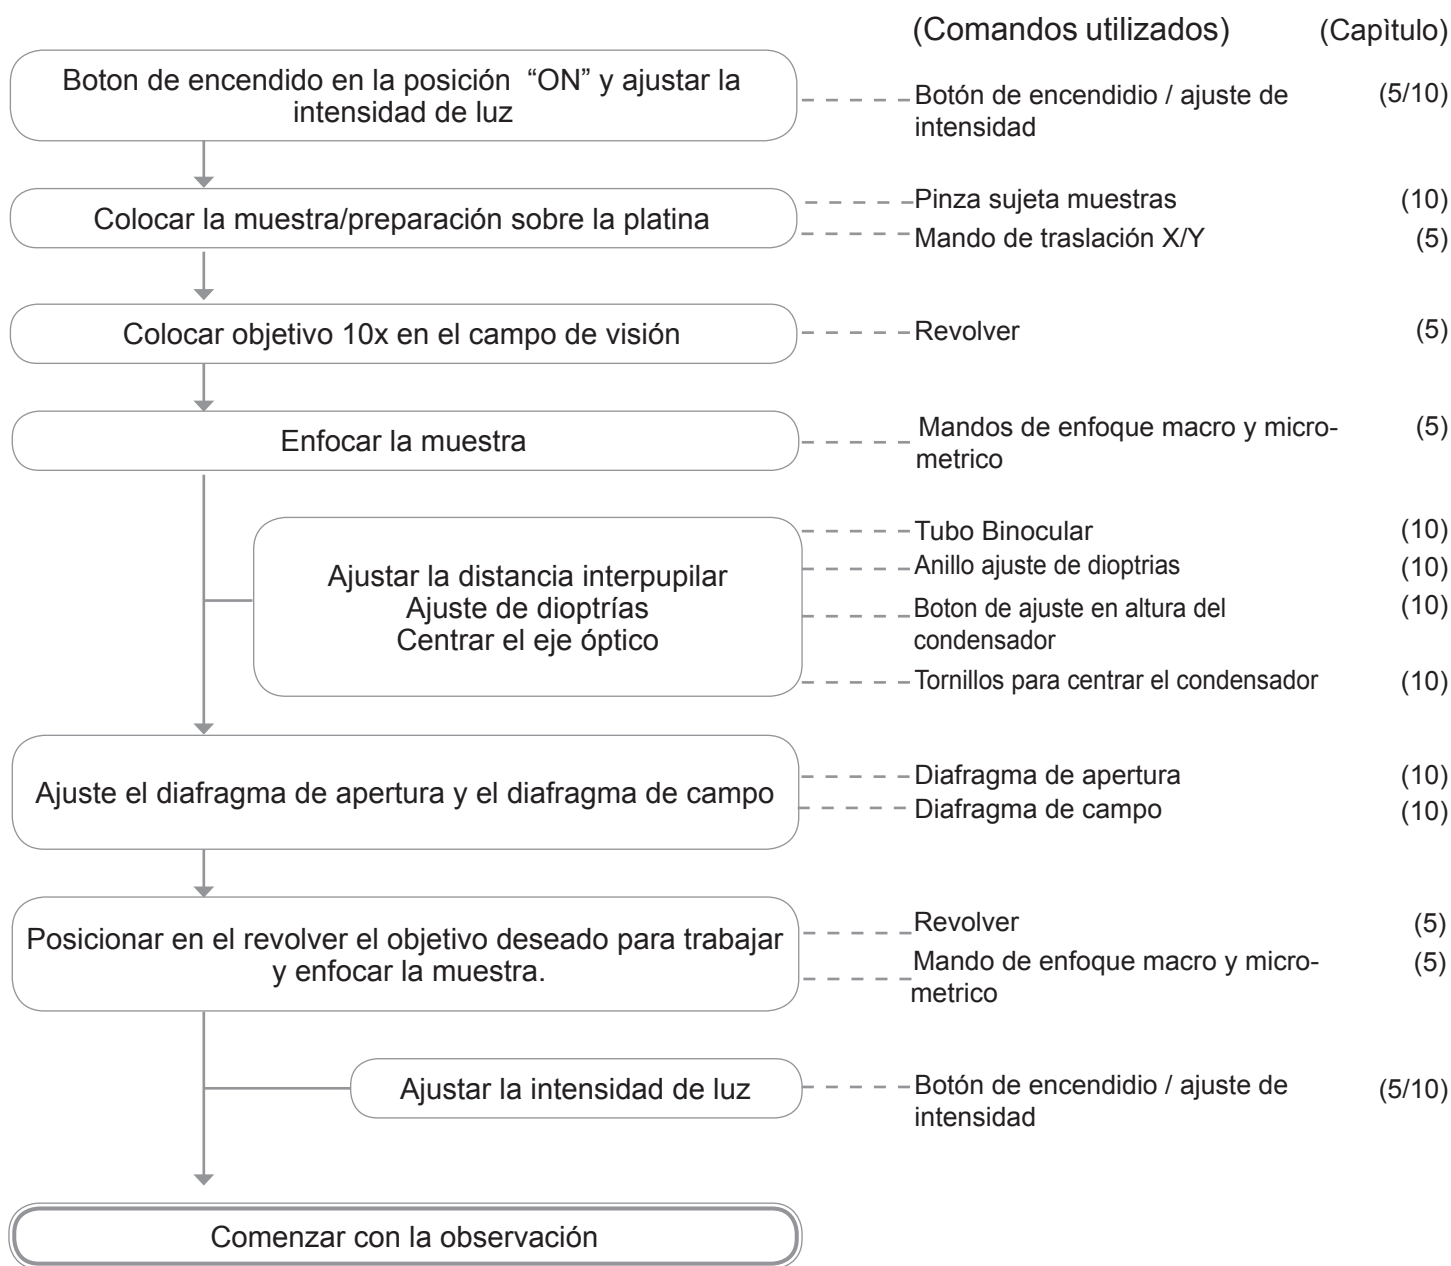 (Comandos utilizados) (Capìtulo)
Boton de encendido en la posición “ON” y ajustar la
intensidad de luz
Botón de encendidio / ajuste de (5/10)
intensidad
Colocar la muestra/preparación sobre la platina
Pinza sujeta muestras (10)
Mando de traslación X/Y (5)
Colocar objetivo 10x en el campo de visión
Revolver (5)
Enfocar la muestra
Mandos de enfoque macro y micro- (5)
metrico
Ajustar la distancia interpupilar
Ajuste de dioptrías
Centrar el eje óptico
Tubo Binocular (10)
Anillo ajuste de dioptrias (10)
Boton de ajuste en altura del (10)
condensador
Tornillos para centrar el condensador (10)
Ajuste el diafragma de apertura y el diafragma de campo
Diafragma de apertura (10)
Diafragma de campo (10)
Posicionar en el revolver el objetivo deseado para trabajar
y enfocar la muestra.
Revolver (5)
Mando de enfoque macro y micro- (5)
metrico
Ajustar la intensidad de luz
Botón de encendidio / ajuste de (5/10)
intensidad
Comenzar con la observación